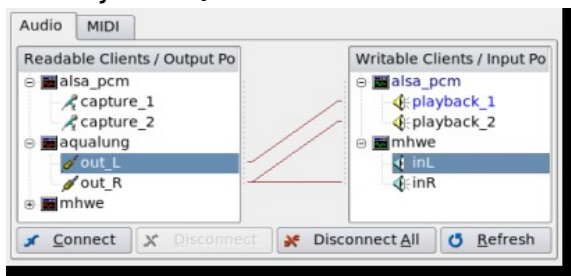 Audio
MIDI
Readable Clients / Output Po
Writable Clients / Input Po
alsa_pcm
capture_1
capture_2
aqualung
out_L
out_R
mhwe
alsa_pcm
playback_1
playback_2
mhwe
inL
inR
Connect
Disconnect
Disconnect All
Refresh